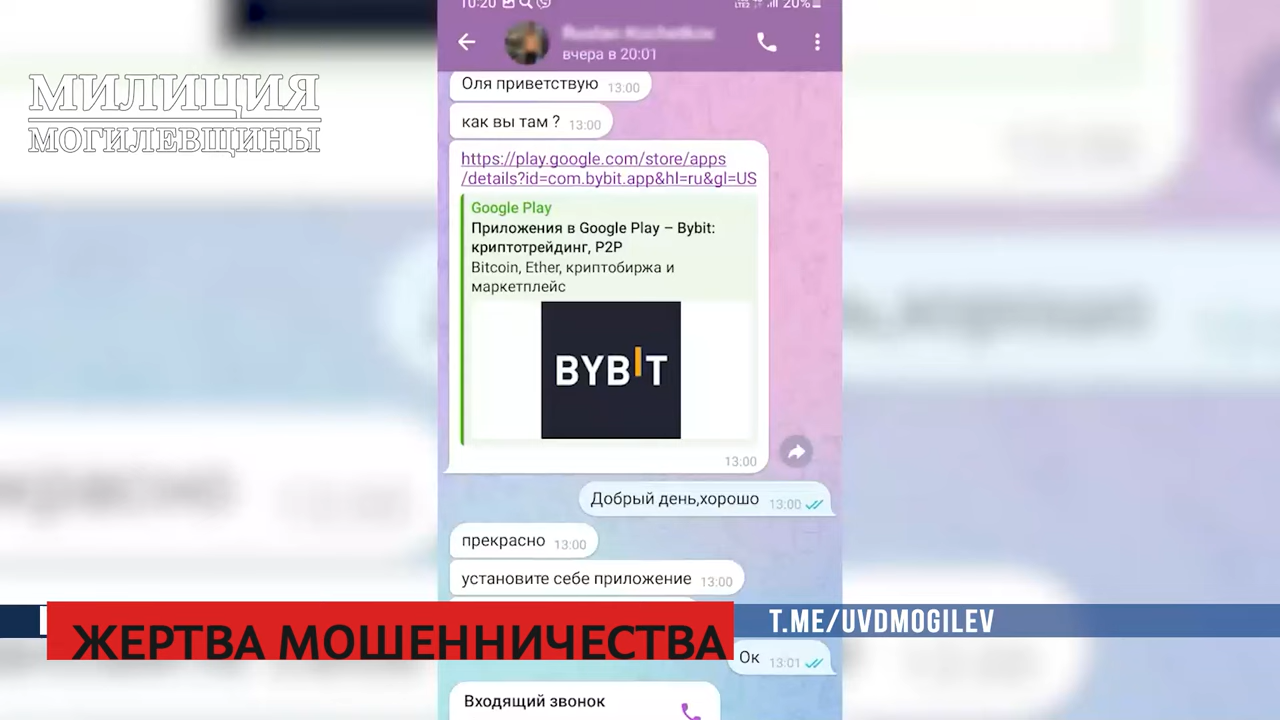 10:20
20%
вчера в 20:01
Оля приветствую 13:00
как вы там ? 13:00
МИЛИЦИЯ
МОГИЛЕВЩИНЫ
https://play.google.com/store/apps
/details?id=com.bybit.app&hl=ru&gl=US
Google Play
Приложения в Google Play – Bybit:
криптотрейдинг, P2P
Bitcoin, Ether, криптобиржа и
маркетплейс
BYBIT
13:00
Добрый день,хорошо 13:00
прекрасно 13:00
установите себе приложение 13:00
ЖЕРТВА МОШЕННИЧЕСТВА
T.ME/UVDMOGILEV
Ок 13:01
Входящий звонок